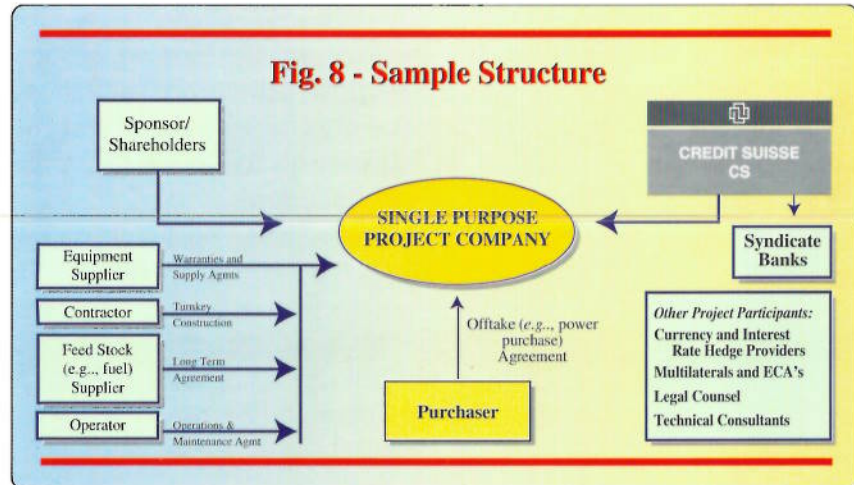 Fig. 8 - Sample Structure
Sponsor/
Shareholders
CREDIT SUISSE
CS
SINGLE PURPOSE
PROJECT COMPANY
Syndicate
Banks
Equipment
Supplier
Warranties and
Supply Agmts
Contractor
Turnkey
Construction
Feed Stock
(e.g.., fuel)
Supplier
Long Term
Agreement
Operator
Operations &
Maintenance Agmt
Offtake (e.g.., power
purchase)
Agreement
Purchaser
Other Project Participants:
Currency and Interest
Rate Hedge Providers
Multilaterals and ECA's
Legal Counsel
Technical Consultants